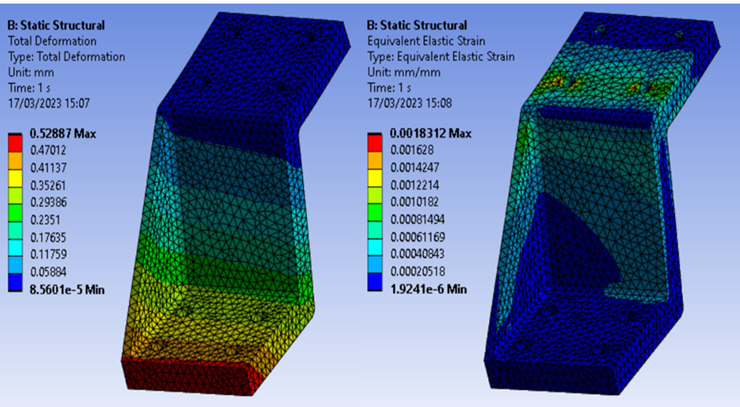 B: Static Structural
Total Deformation
Type: Total Deformation
Unit: mm
Time: 1 s
17/03/2023 15:07
0.52887 Max
0.47012
0.41137
0.35261
0.29386
0.2351
0.17635
0.11759
0.05884
8.5601e-5 Min
B: Static Structural
Equivalent Elastic Strain
Type: Equivalent Elastic Strain
Unit: mm/mm
Time: 1 s
17/03/2023 15:08
0.0018312 Max
0.001628
0.0014247
0.0012214
0.0010182
0.00081494
0.00061169
0.00040843
0.00020518
1.9241e-6 Min